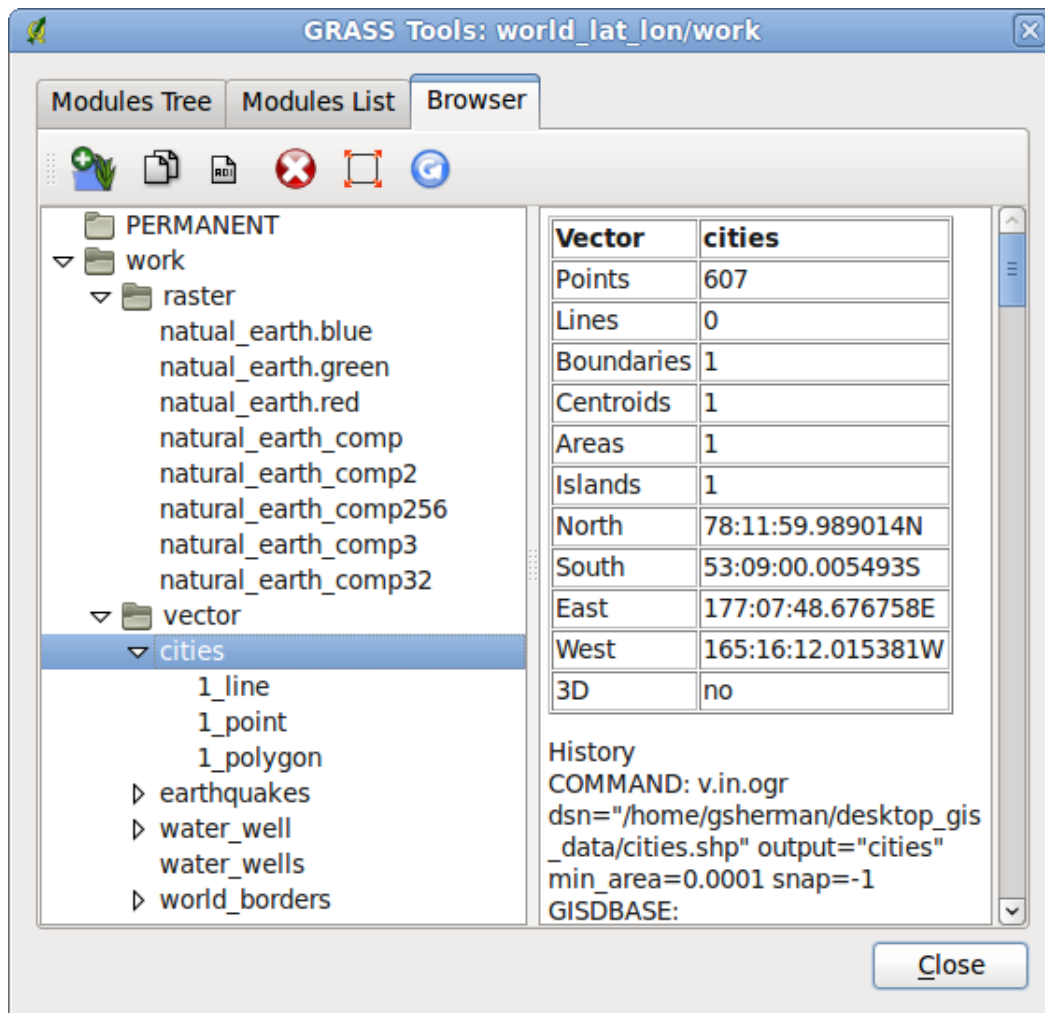 GRASS Tools: world_lat_lon/work
Modules Tree Modules List Browser
PERMANENT
work
raster
natual_earth.blue
natual_earth.green
natual_earth.red
natural_earth_comp
natural_earth_comp2
natural_earth_comp256
natural_earth_comp3
natural_earth_comp32
vector
cities
1_line
1_point
1_polygon
earthquakes
water_well
water_wells
world_borders
Vector cities
Points 607
Lines 0
Boundaries 1
Centroids 1
Areas 1
Islands 1
North 78:11:59.989014N
South 53:09:00.005493S
East 177:07:48.676758E
West 165:16:12.015381W
3D no
History
COMMAND: v.in.ogr
dsn="/home/gsherman/desktop_gis
_data/cities.shp" output="cities"
min_area=0.0001 snap=-1
GISDBASE:
Close